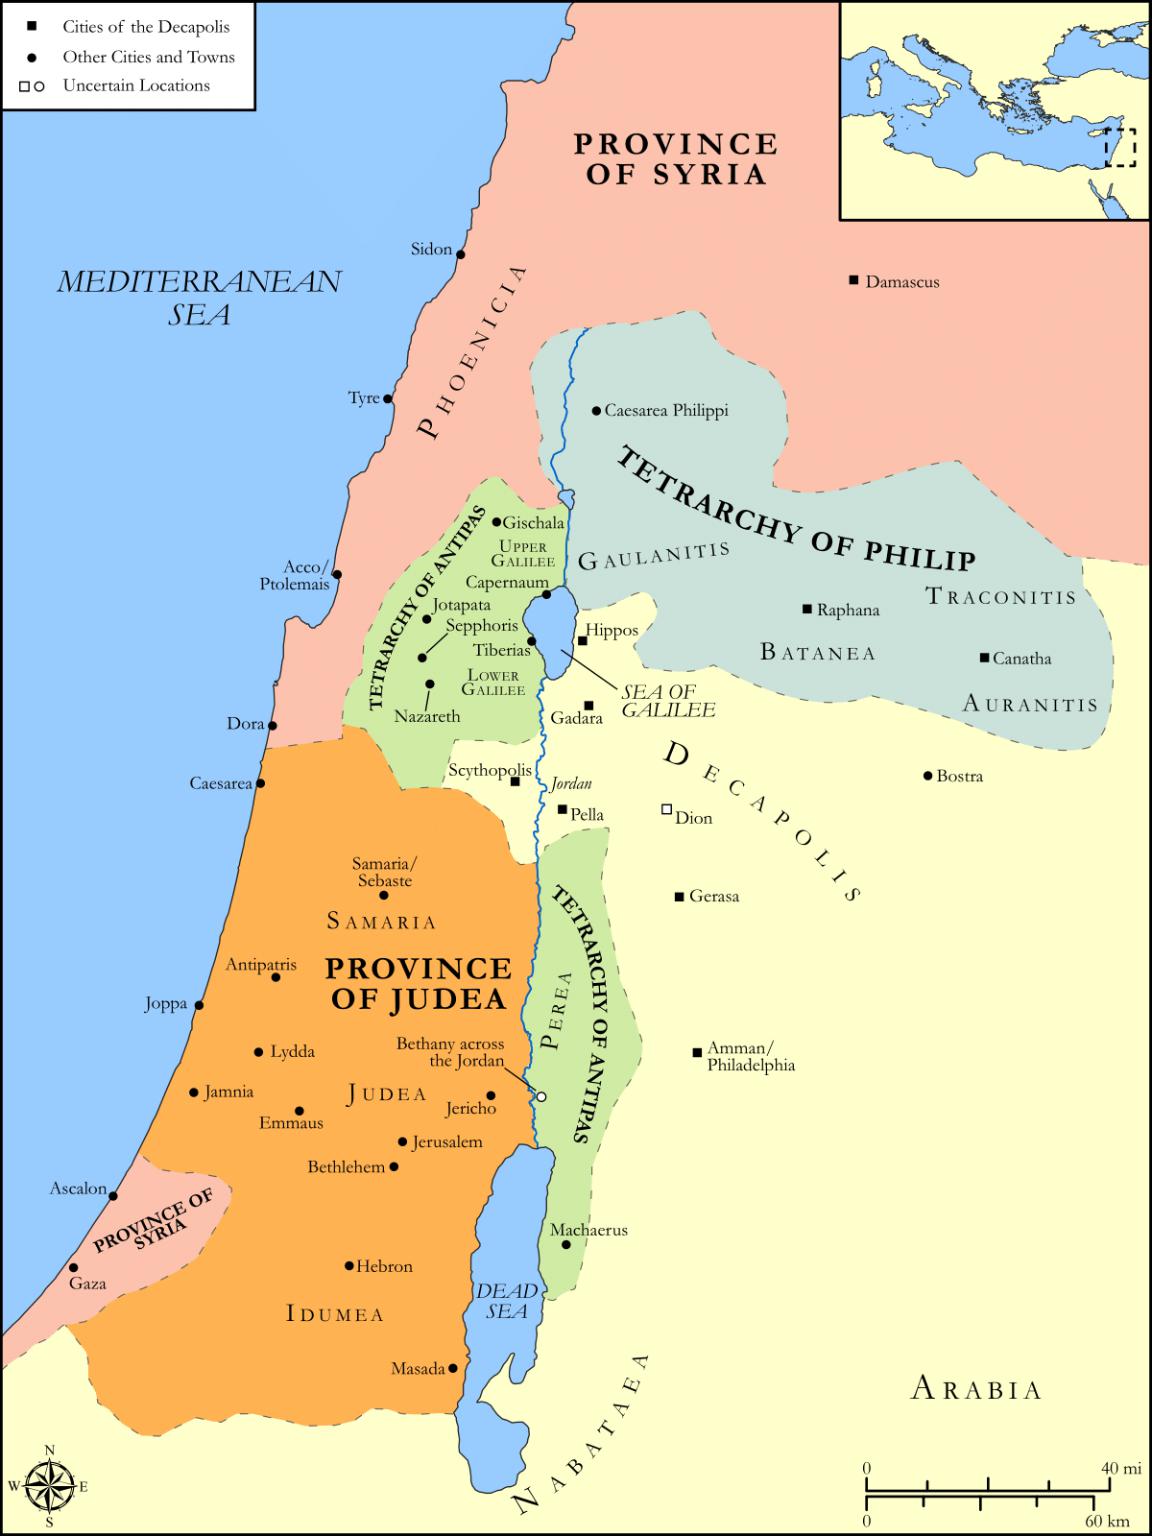 Cities of the Decapolis
Other Cities and Towns
Uncertain Locations
PROVINCE
OF SYRIA
MEDITERRANEAN
SEA
Sidon
Damascus
PHOENICIA
Tyre
Caesarea Philippi
TETRARCHY OF PHILIP
TETRARCHY OF ANTIPAS
Gischala
UPPER
GALILEE
GAULANITIS
Acco/
Ptolemais
Capernaum
TRACONITIS
Jotapata
Raphana
Sepphoris
Hippos
Tiberias
BATANEA
Canatha
LOWER
GALILEE
SEA OF
GALILEE
AURANITIS
Nazareth
Gadara
Dora
DECAPOLIS
Scythopolis
Jordan
Bostra
Caesarea
Pella
Dion
Samaria/
Sebaste
Gerasa
SAMARIA
TETRARCHY OF ANTIPAS
Antipatris
PROVINCE
OF JUDEA
PEREA
Joppa
Bethany across
the Jordan
Lydda
Amman/
Philadelphia
Jamnia
JUDEA
Jericho
Emmaus
Jerusalem
Bethlehem
Ascalon
PROVINCE OF
SYRIA
Machaerus
Gaza
Hebron
DEAD
SEA
IDUMEA
Masada
NABATAEA
ARABIA
N
W
E
S
0
40 mi
0
60 km